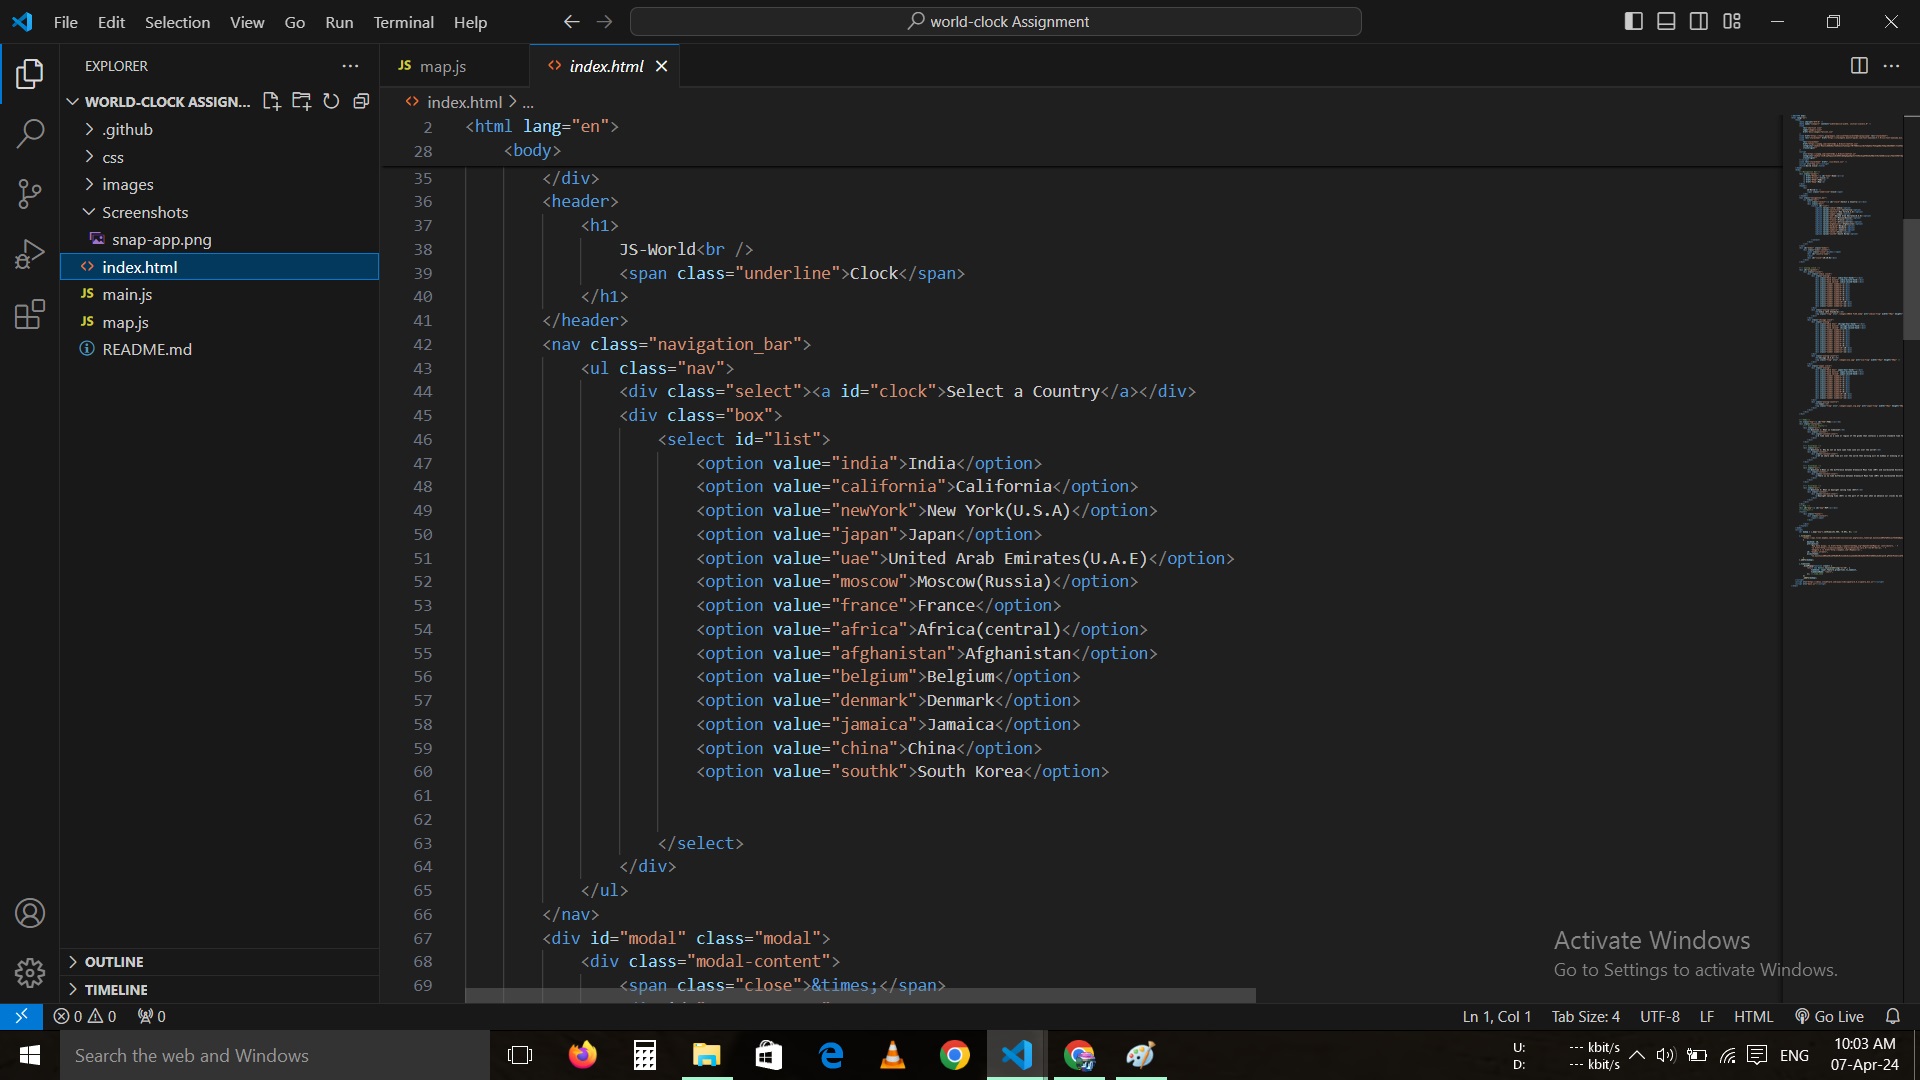 File Edit Selection View Go Run Terminal Help
world-clock Assignment
EXPLORER
WORLD-CLOCK ASSIGN...
.github
css
images
Screenshots
snap-app.png
index.html
JS main.js
JS map.js
README.md
OUTLINE
TIMELINE
JS map.js
index.html
index.html > ...
2 <html lang="en">
28 <body>
35 </div>
36 <header>
37 <h1>
38 JS-World<br />
39 <span class="underline">Clock</span>
40 </h1>
41 </header>
42 <nav class="navigation_bar">
43 <ul class="nav">
44 <div class="select"><a id="clock">Select a Country</a></div>
45 <div class="box">
46 <select id="list">
47 <option value="india">India</option>
48 <option value="california">California</option>
49 <option value="newYork">New York(U.S.A)</option>
50 <option value="japan">Japan</option>
51 <option value="uae">United Arab Emirates(U.A.E)</option>
52 <option value="moscow">Moscow(Russia)</option>
53 <option value="france">France</option>
54 <option value="africa">Africa(central)</option>
55 <option value="afghanistan">Afghanistan</option>
56 <option value="belgium">Belgium</option>
57 <option value="denmark">Denmark</option>
58 <option value="jamaica">Jamaica</option>
59 <option value="china">China</option>
60 <option value="southk">South Korea</option>
61
62
63 </select>
64 </div>
65 </ul>
66 </nav>
67 <div id="modal" class="modal">
68 <div class="modal-content">
69 <span class="close">&times;</span>
Activate Windows
Go to Settings to activate Windows.
0 0 0
Ln 1, Col 1 Tab Size: 4 UTF-8 LF HTML Go Live
Search the web and Windows
U: --- kbit/s
D: --- kbit/s
ENG
10:03 AM
07-Apr-24